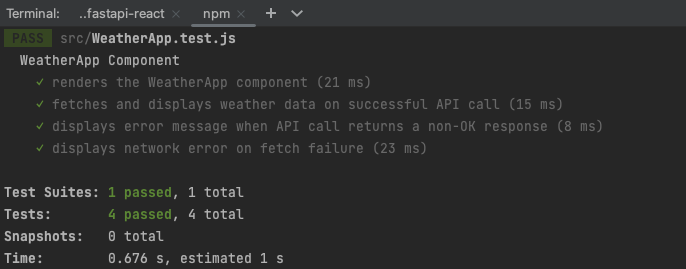 Terminal: ..fastapi-react × npm × +
PASS src/WeatherApp.test.js
WeatherApp Component
✓ renders the WeatherApp component (21 ms)
✓ fetches and displays weather data on successful API call (15 ms)
✓ displays error message when API call returns a non-OK response (8 ms)
✓ displays network error on fetch failure (23 ms)
Test Suites: 1 passed, 1 total
Tests: 4 passed, 4 total
Snapshots: 0 total
Time: 0.676 s, estimated 1 s